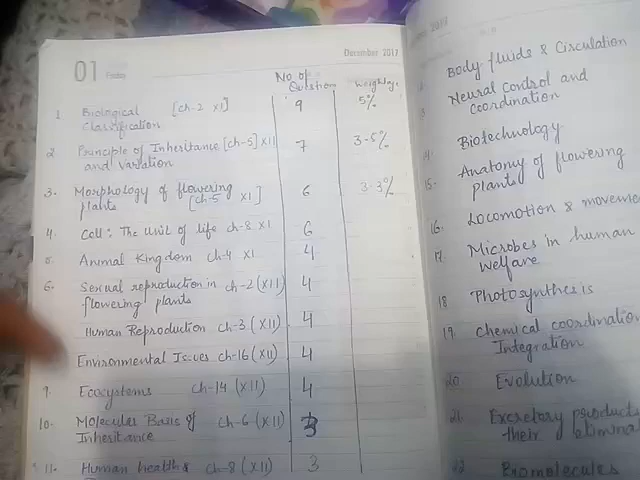 01 Friday
December 2017
No. of Question
Weightage
1 Biological [ch-2 XI] 9 5%
Classification
2 Principle of Inheritance [ch-5] XII 7 3-5%
and variation
3. Morphology of flowering 6 3-3%
plants [ch-5 XI]
4. Cell: The Unit of life ch-8 XI 6
5. Animal Kingdom ch-4 XI 4
6. Sexual reproduction in ch-2 (XII) 4
flowering plants
Human Reproduction ch-3 (XII) 4
Environmental Issues ch-16 (XII) 4
9. Ecosystems ch-14 (XII) 4
10- Molecular Basis of ch-6 (XII) 3
Inheritance
11. Human health & ch-8 (XII) 3
2017
Body fluids & Circulation
Neural Control and
coordination
Biotechnology
15. Anatomy of flowering
plants
16. Locomotion & moveme
17. Microbes in human
welfare
18 Photosynthesis
19. Chemical coordination
Integration
20 Evolution
21. Excretory products
their elimina
22 Biomolecules